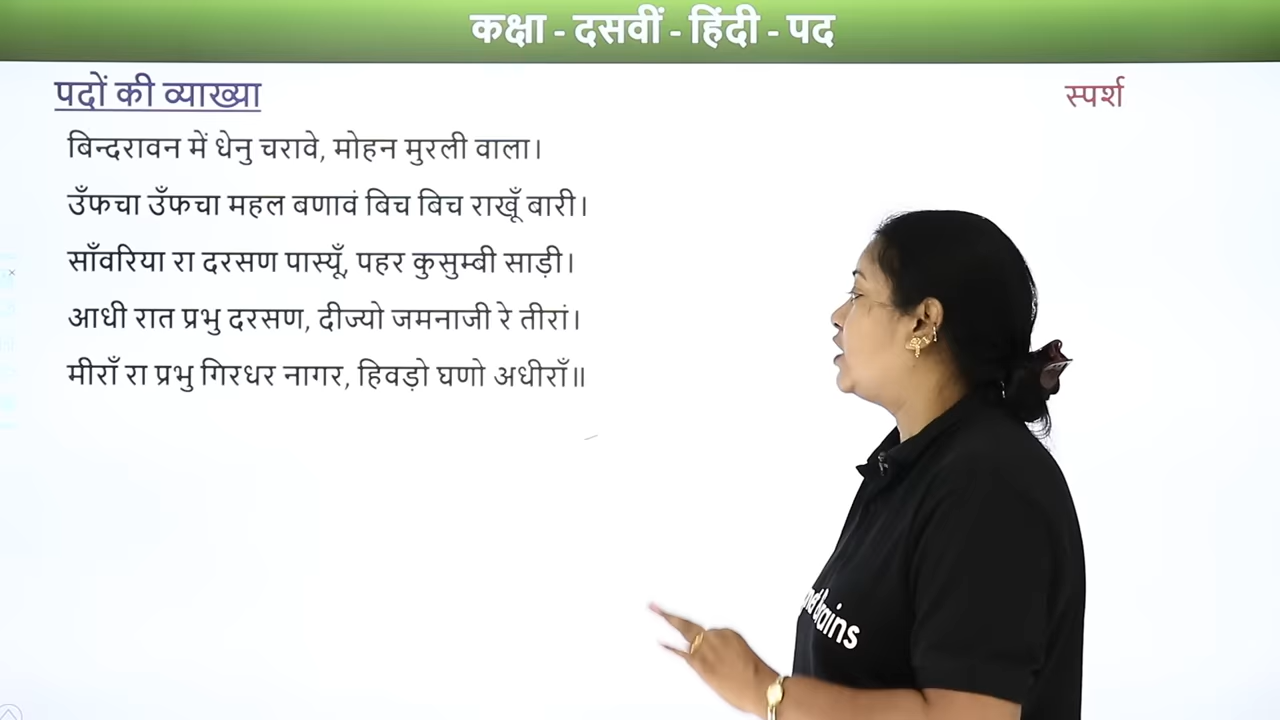 कक्षा - दसवीं - हिंदी - पद
पदों की व्याख्या
स्पर्श
बिन्दरावन में धेनु चरावे, मोहन मुरली वाला।
उँफचा उँफचा महल बणावं बिच बिच राखूँ बारी।
साँवरिया रा दरसण पास्यूँ, पहर कुसुम्बी साड़ी।
आधी रात प्रभु दरसण, दीज्यो जमनाजी रे तीरां।
मीराँ रा प्रभु गिरधर नागर, हिवड़ो घणो अधीराँ॥
brains